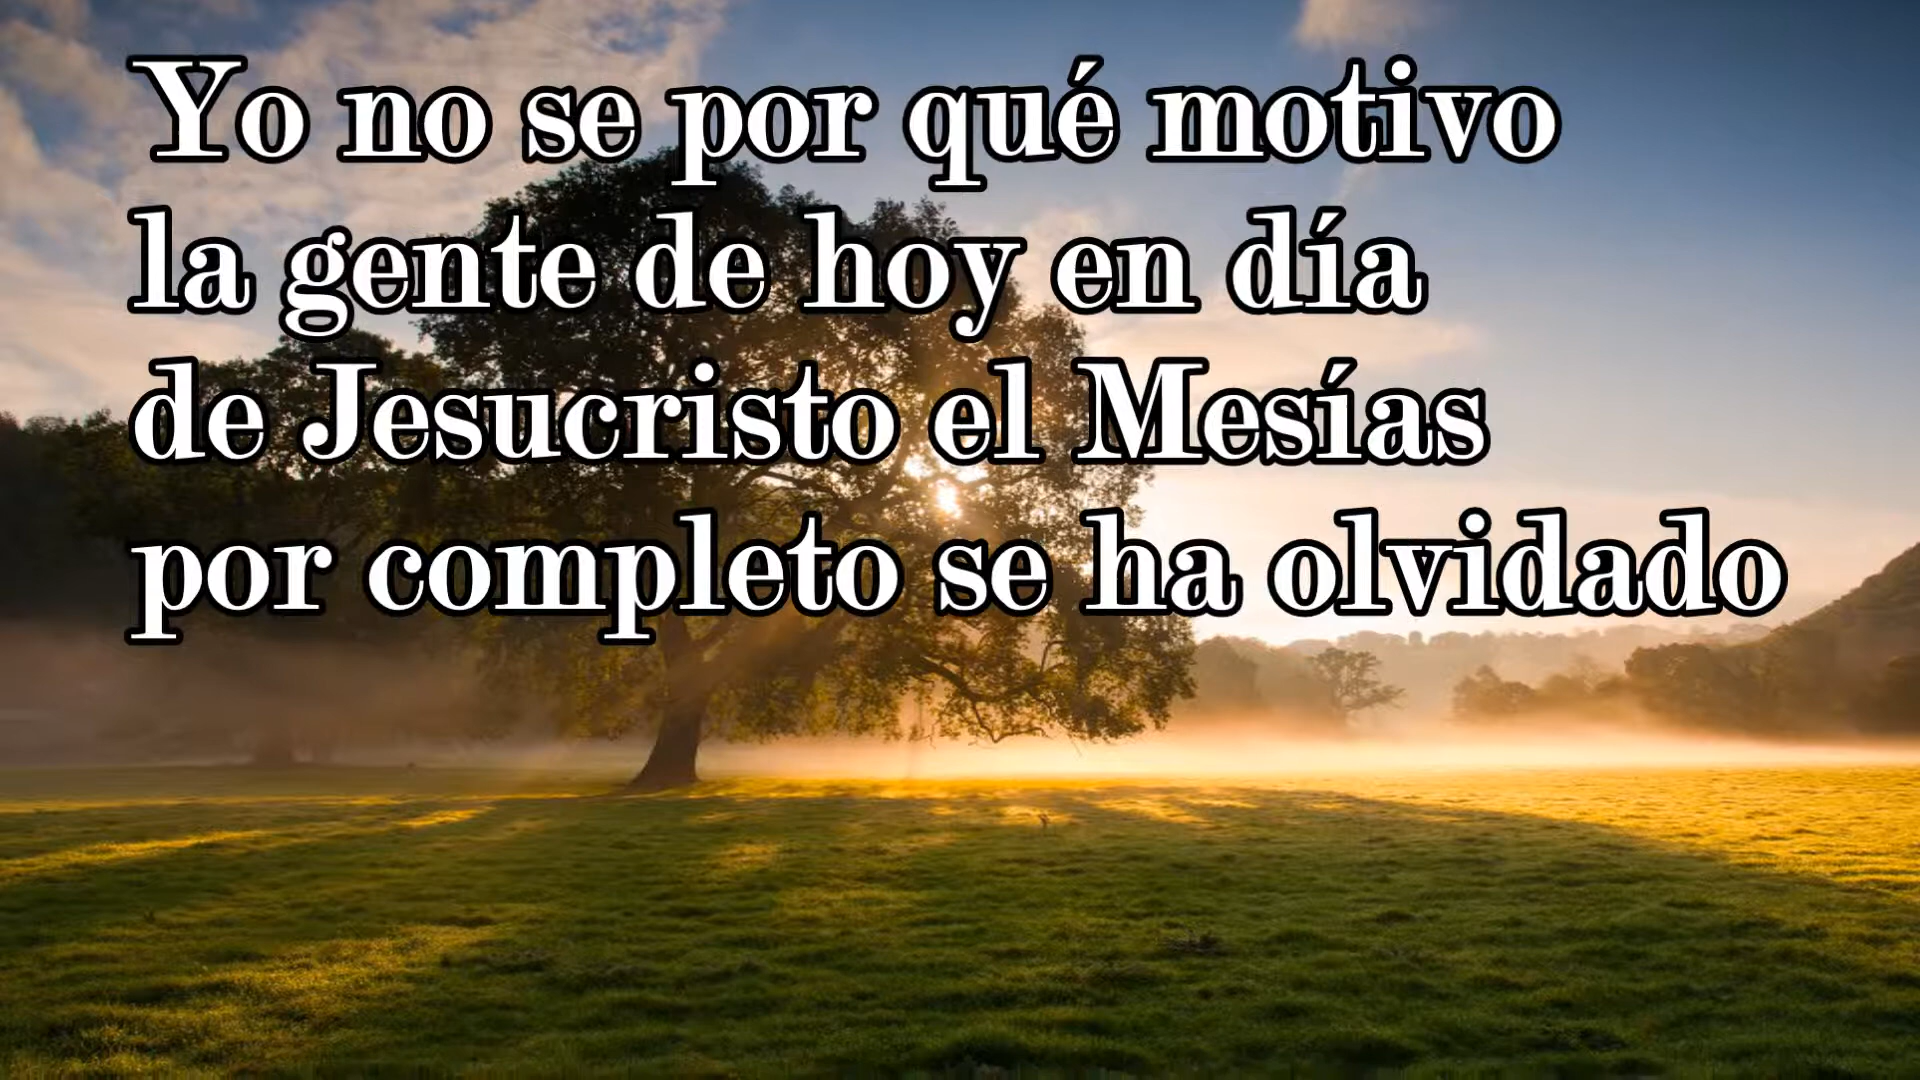 Yo no se por qué motivo
la gente de hoy en día
de Jesucristo el Mesías
por completo se ha olvidado